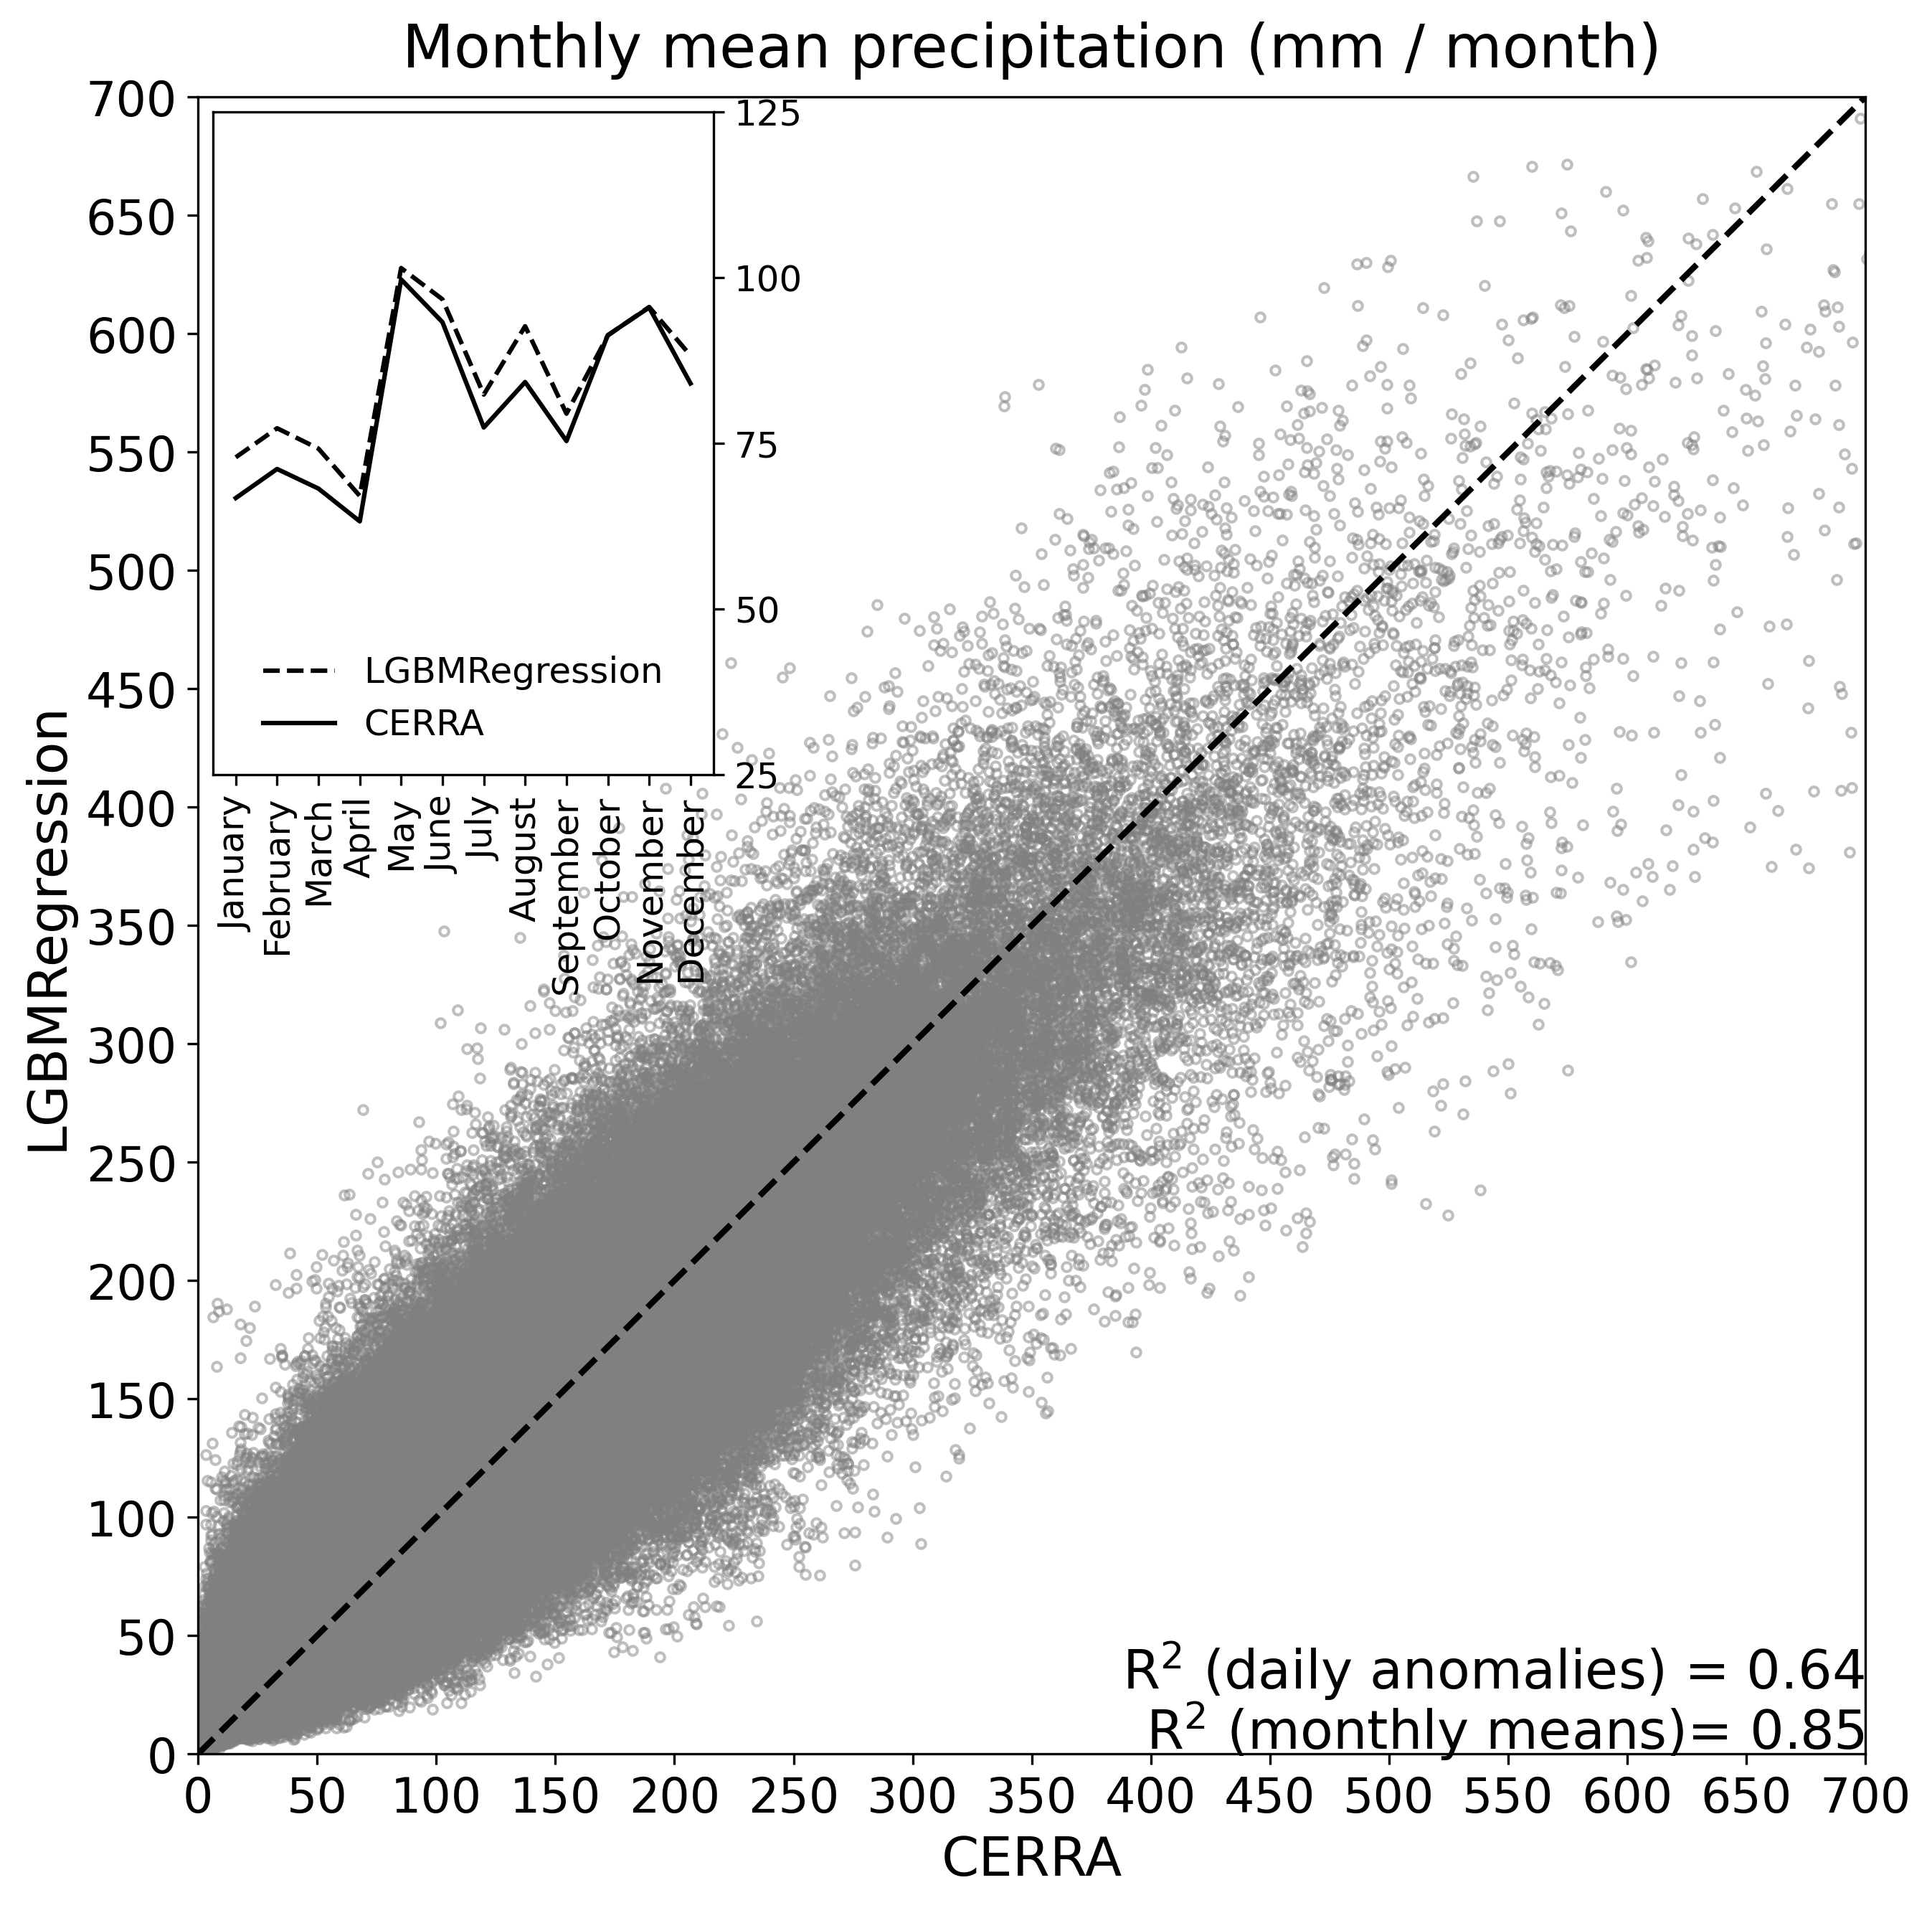 Monthly mean precipitation (mm / month)
700
650
600
550
500
450
400
350
300
250
200
150
100
50
0
LGBMRegression
125
100
75
50
25
LGBMRegression
CERRA
January
February
March
April
May
June
July
August
September
October
November
December
R² (daily anomalies) = 0.64
R² (monthly means)= 0.85
0 50 100 150 200 250 300 350 400 450 500 550 600 650 700
CERRA